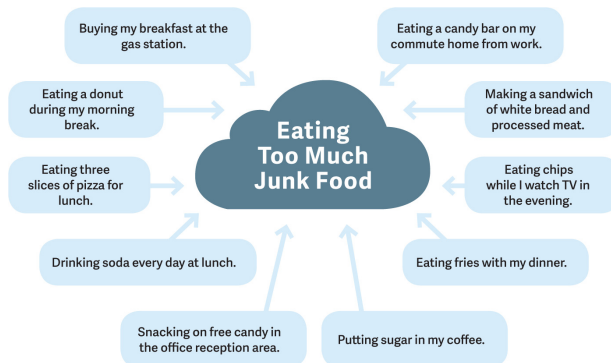 Buying my breakfast at the
gas station.
Eating a candy bar on my
commute home from work.
Eating a donut
during my morning
break.
Making a sandwich
of white bread and
processed meat.
Eating
Too Much
Junk Food
Eating three
slices of pizza for
lunch.
Eating chips
while I watch TV in
the evening.
Drinking soda every day at lunch.
Eating fries with my dinner.
Snacking on free candy in
the office reception area.
Putting sugar in my coffee.